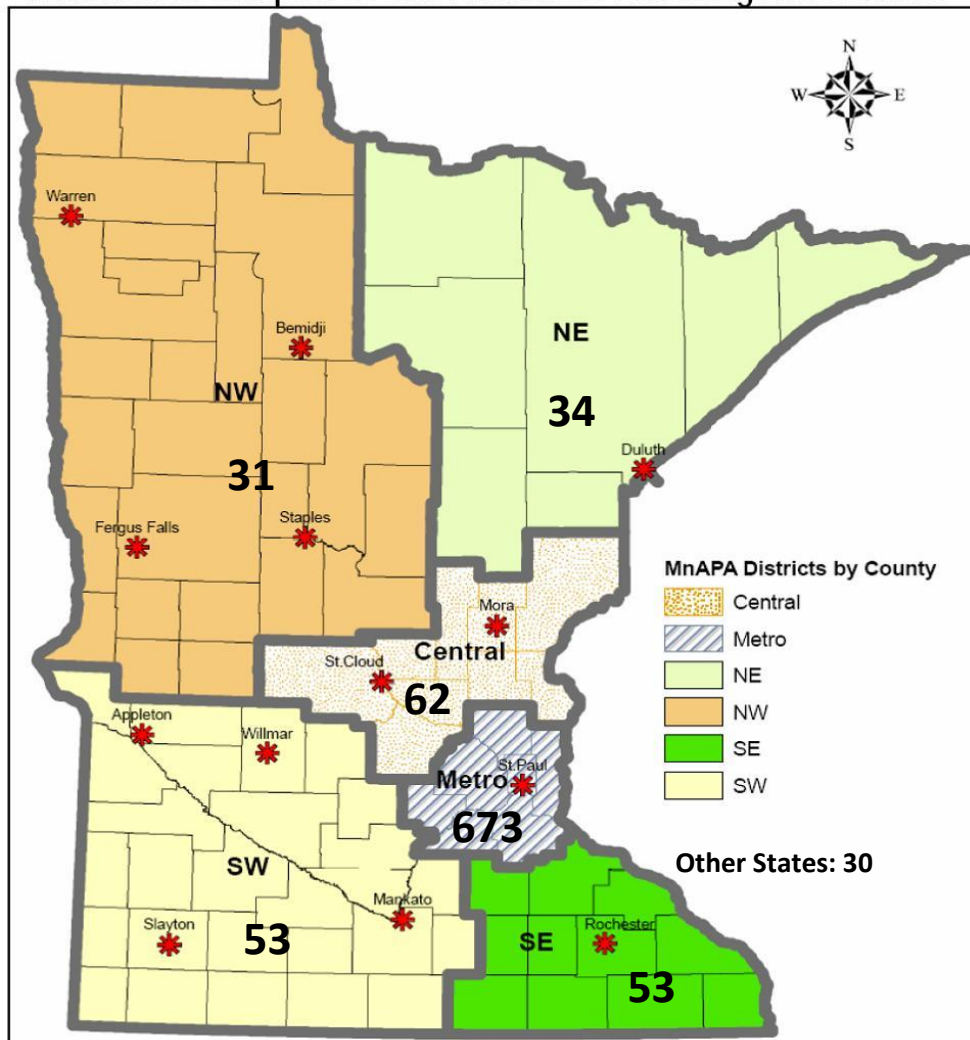 N
W E
S
Warren
Bemidji
NW
31
Fergus Falls
Staples
NE
34
Duluth
MnAPA Districts by County
Central
Metro
NE
NW
SE
SW
Mora
Central
St.Cloud
62
Appleton
Willmar
St.Paul
Metro
673
Other States: 30
SW
Mankato
Slayton
53
Rochester
SE
53